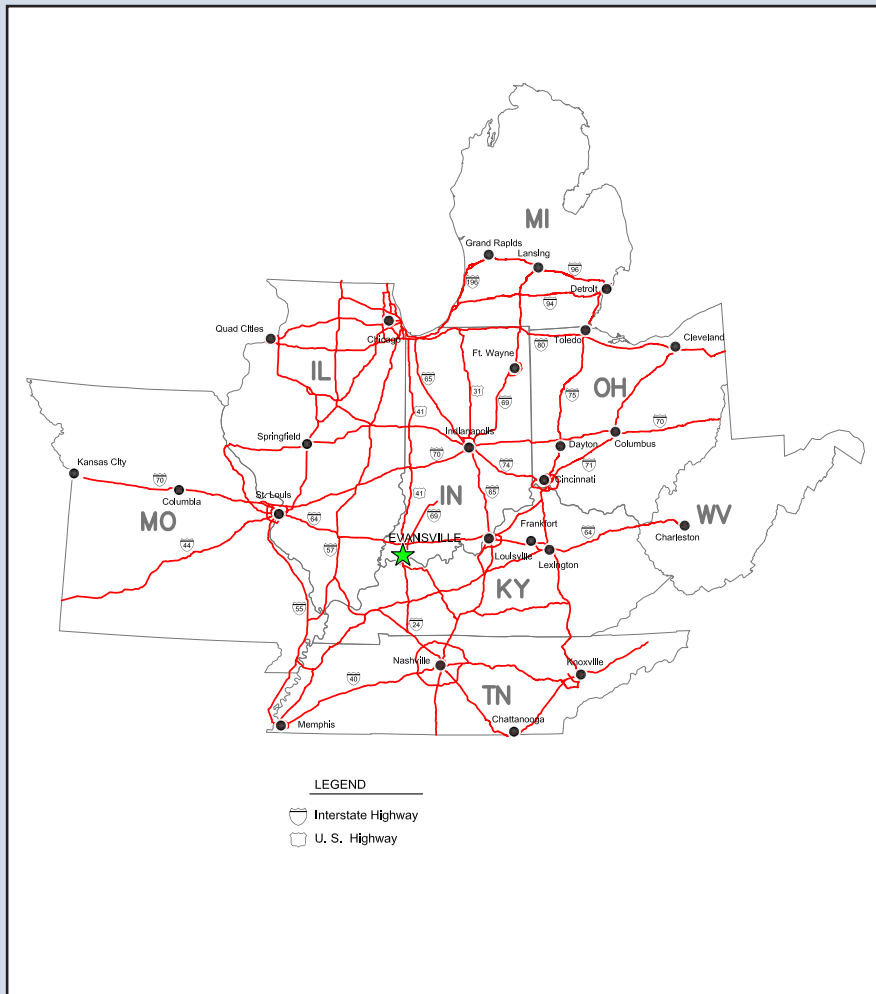 MI
Grand Rapids
Lansing
96
196
Detroit
94
Quad Cities
Chicago
Toledo
80
Cleveland
Ft. Wayne
IL
65
31
75
OH
69
41
70
Springfield
Indianapolis
Dayton
Columbus
70
74
71
Kansas City
70
Columbia
Cincinnati
St. Louis
IN
41
65
MO
64
69
Frankfort
64
WV
Charleston
44
57
EVANSVILLE
Louisville
Lexington
KY
55
24
Nashville
Knoxville
40
TN
Memphis
Chattanooga
LEGEND
Interstate Highway
U. S. Highway